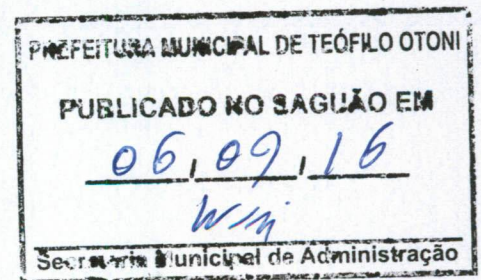 PREFEITURA MUNICIPAL DE TEÓFILO OTONI
PUBLICADO NO SAGUÃO EM
06, 09, 16
Secretaria Municipal de Administração